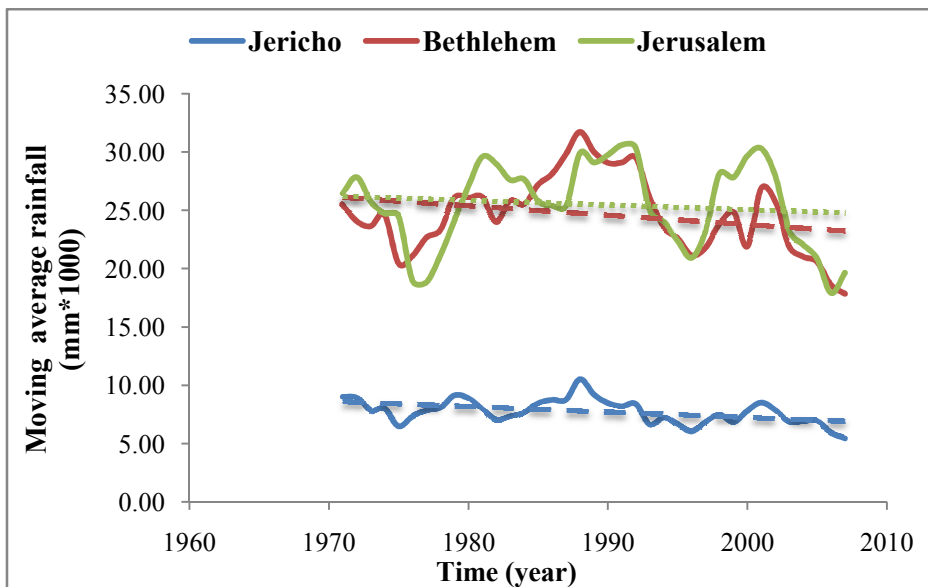 Jericho Bethlehem Jerusalem
Moving average rainfall
(mm*1000)
35.00
30.00
25.00
20.00
15.00
10.00
5.00
0.00
1960 1970 1980 1990 2000 2010
Time (year)